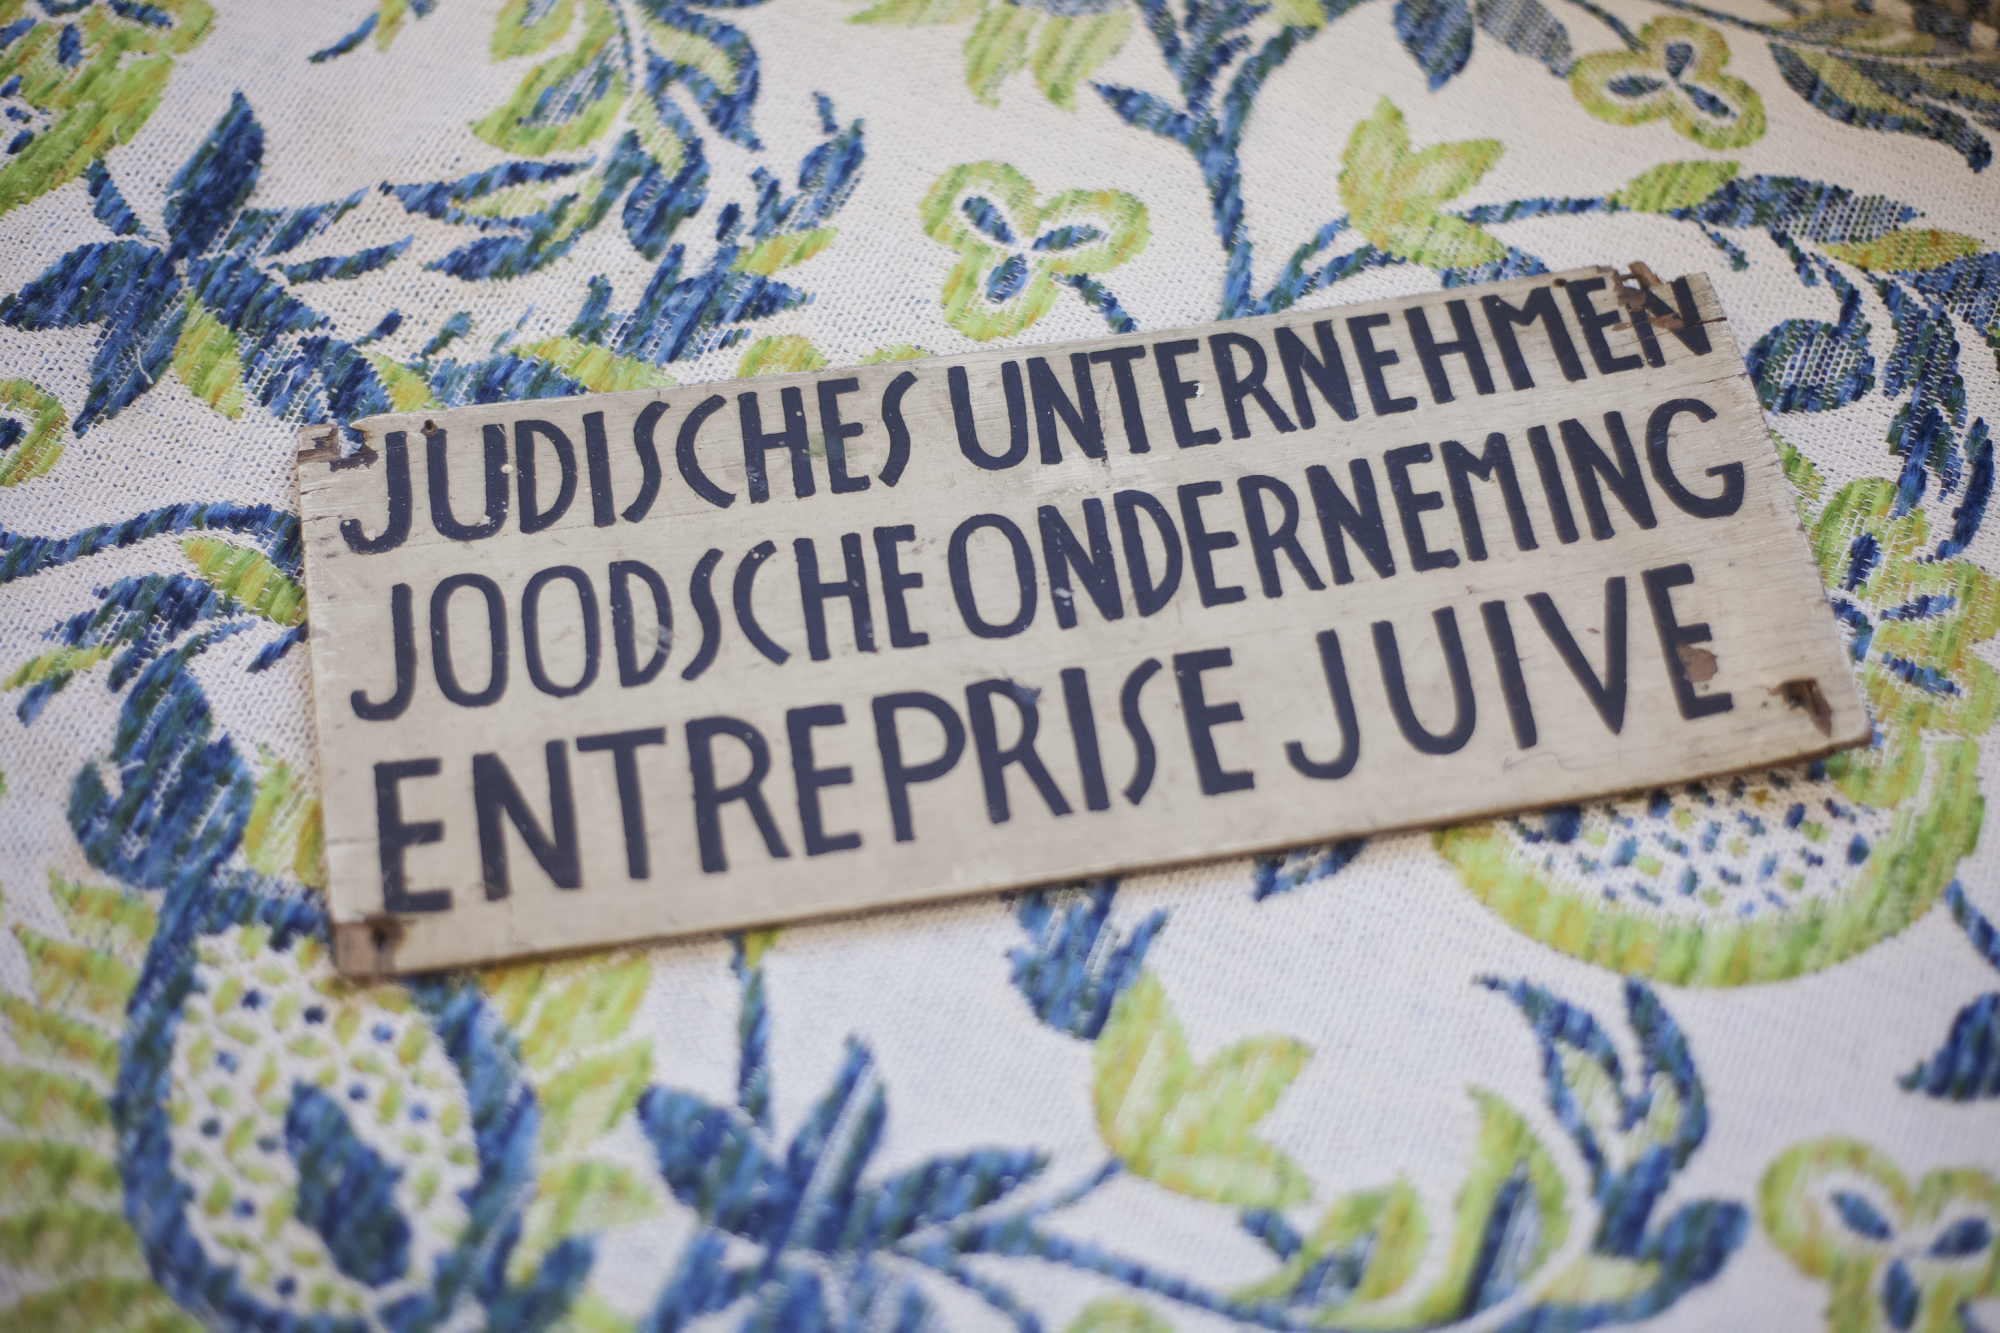 JUDISCHES UNTERNEHMEN
JOODSCHE ONDERNEMING
ENTREPRISE JUIVE